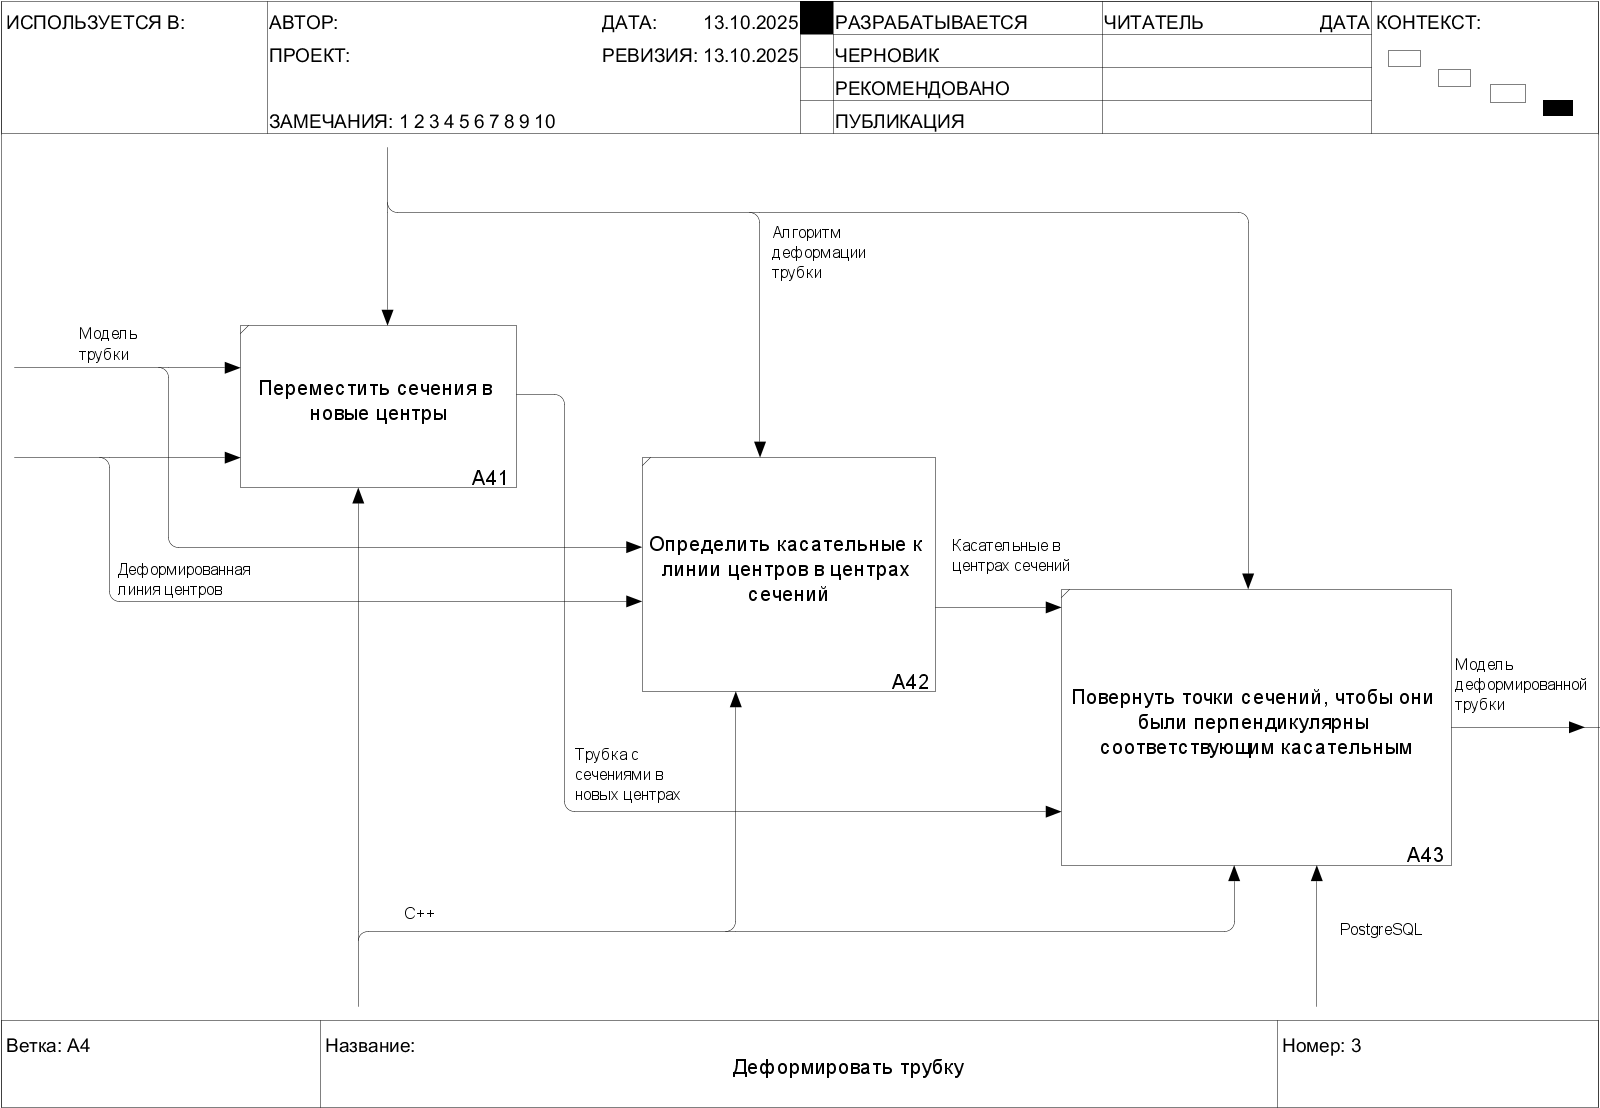 ИСПОЛЬЗУЕТСЯ В:
АВТОР:
ДАТА: 13.10.2025
РАЗРАБАТЫВАЕТСЯ
ЧИТАТЕЛЬ
ДАТА
КОНТЕКСТ:
ПРОЕКТ:
РЕВИЗИЯ: 13.10.2025
ЧЕРНОВИК
РЕКОМЕНДОВАНО
ЗАМЕЧАНИЯ: 1 2 3 4 5 6 7 8 9 10
ПУБЛИКАЦИЯ
Алгоритм
деформации
трубки
Модель
трубки
Переместить сечения в
новые центры
A41
Деформированная
линия центров
Определить касательные к
линии центров в центрах
сечений
A42
Касательные в
центрах сечений
Повернуть точки сечений, чтобы они
были перпендикулярны
соответствующим касательным
A43
Модель
деформированной
трубки
Трубка с
сечениями в
новых центрах
C++
PostgreSQL
Ветка: A4
Название:
Деформировать трубку
Номер: 3